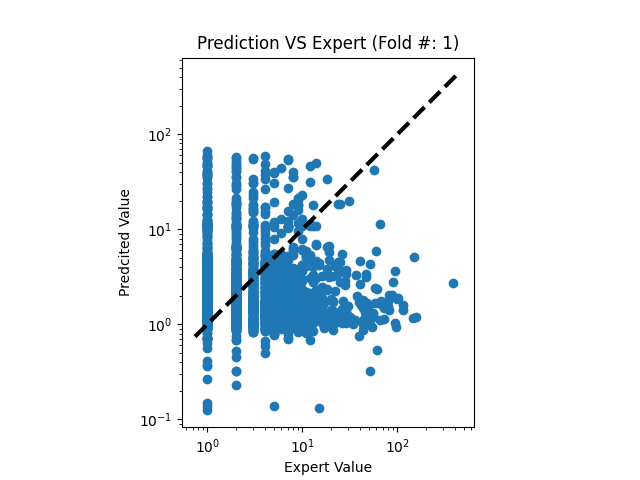 Prediction VS Expert (Fold #: 1)
Predcited Value
10²
10¹
10⁰
10⁻¹
10⁰ 10¹ 10²
Expert Value